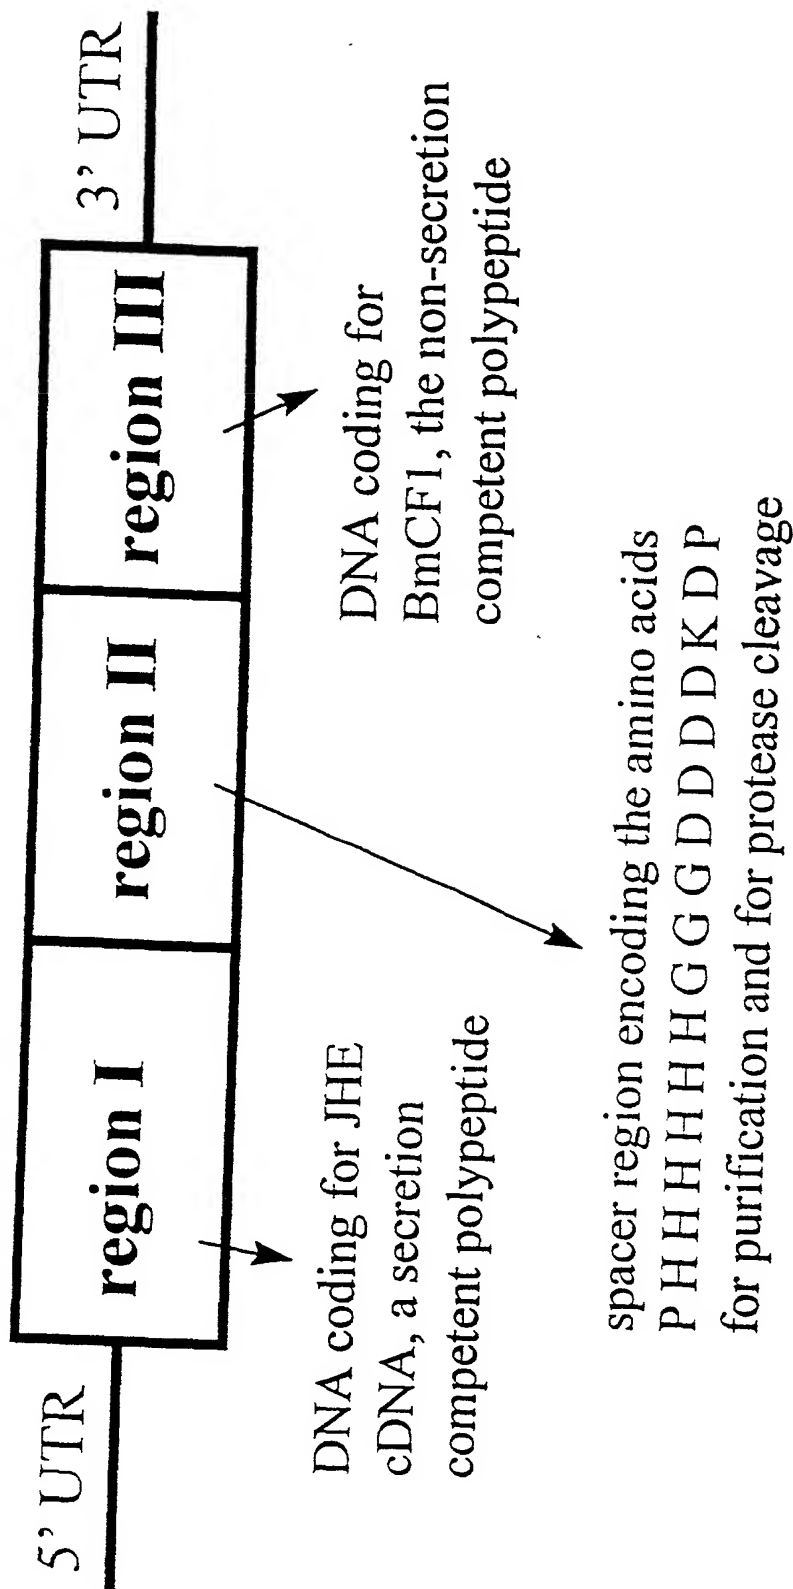 5' UTR
region I
region II
region III
3' UTR
DNA coding for JHE
cDNA, a secretion
competent polypeptide
DNA coding for
BmCF1, the non-secretion
competent polypeptide
spacer region encoding the amino acids
P H H H H H H G G G D D D D K D P
for purification and for protease cleavage